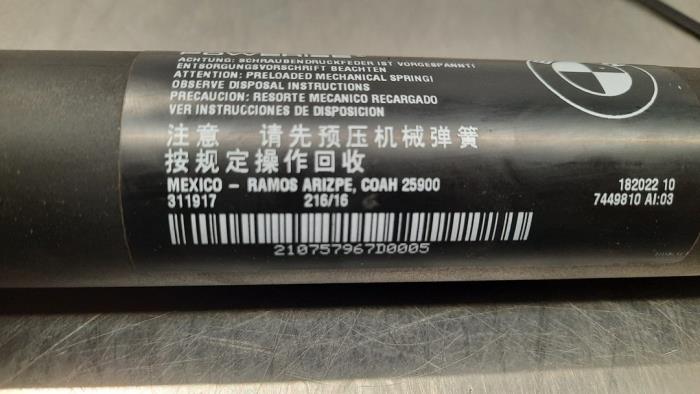 POWERISE
ACHTUNG: SCHRAUBENDRUCKFEDER IST VORGESPANNT!
ENTSORGUNGSVORSCHRIFT BEACHTEN
ATTENTION: PRELOADED MECHANICAL SPRING!
OBSERVE DISPOSAL INSTRUCTIONS
PRECAUCION: RESORTE MECANICO RECARGADO
VER INSTRUCCIONES DE DISPOSICION
注意 请先预压机械弹簧
按规定操作回收
MEXICO - RAMOS ARIZPE, COAH 25900
311917 216/16
182022 10
7449810 AI:03
210757967D0005